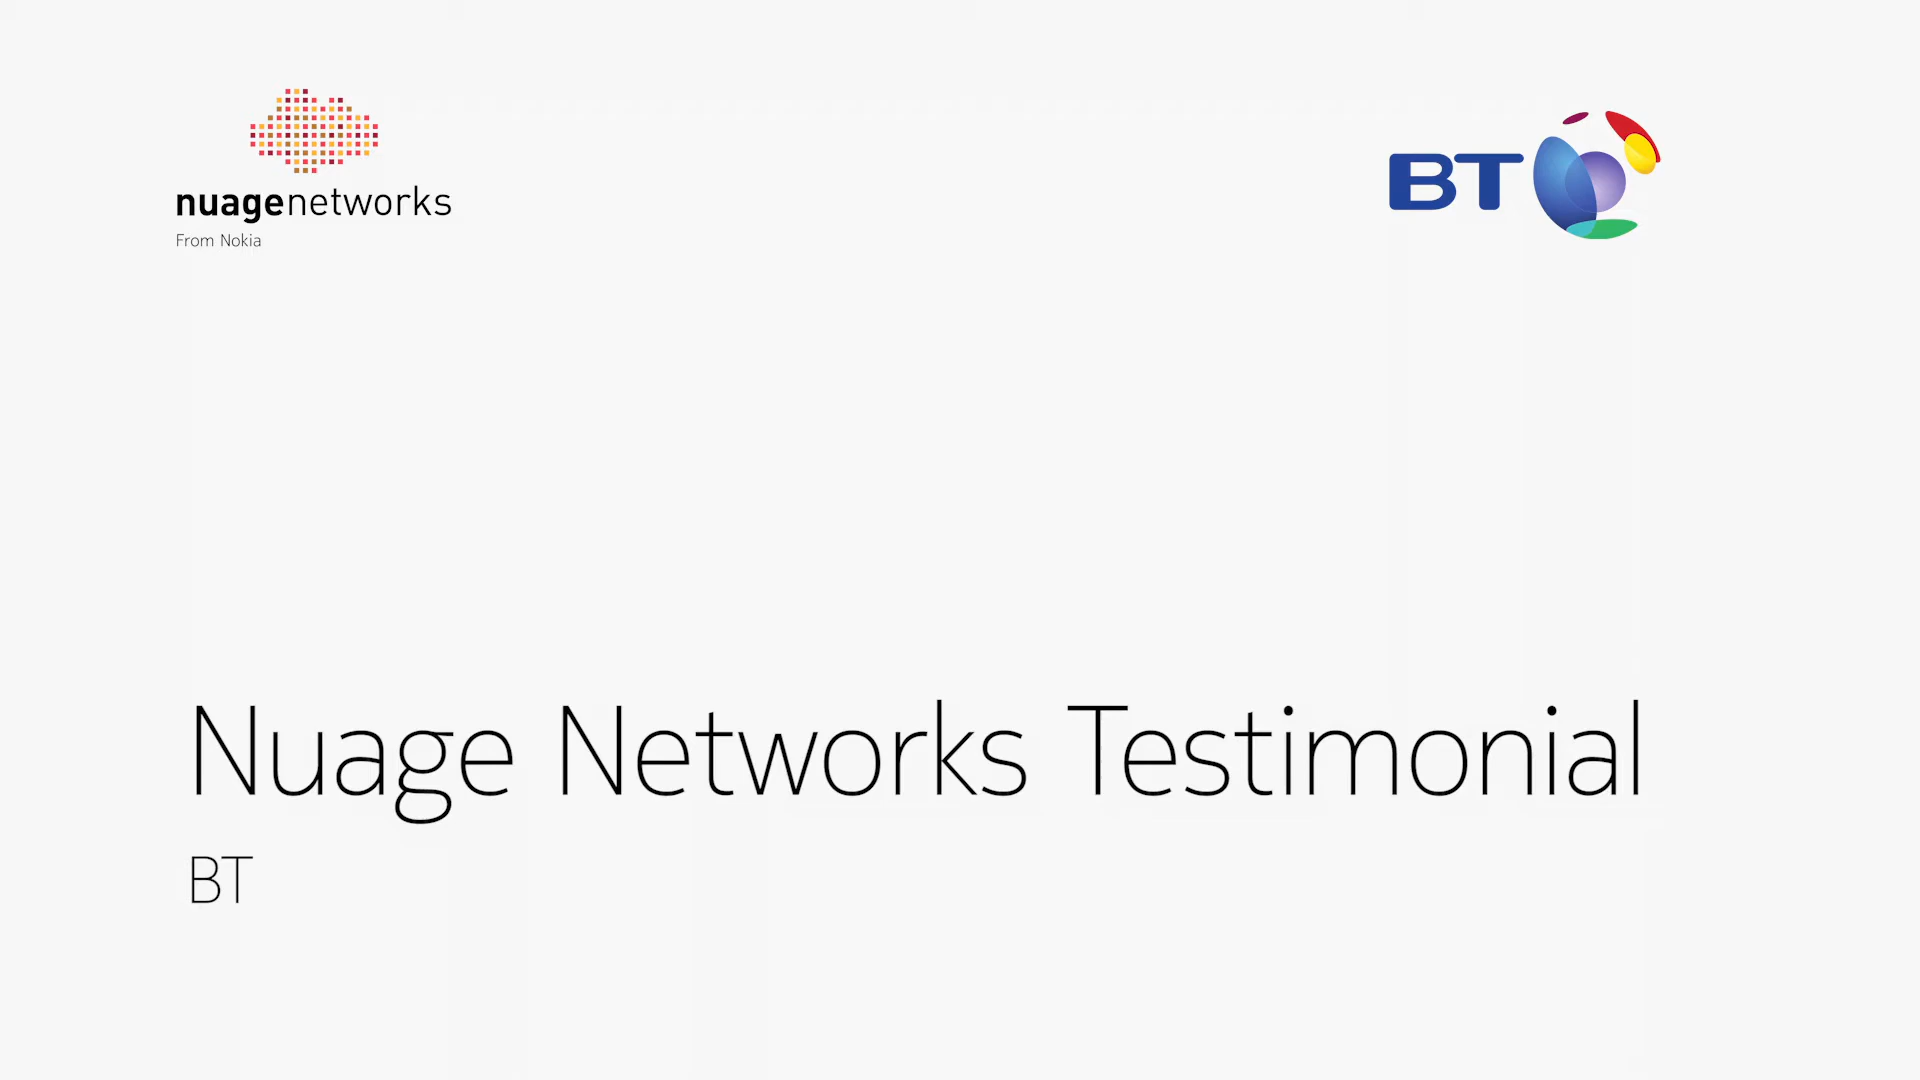 nuagenetworks
From Nokia
BT
Nuage Networks Testimonial
BT